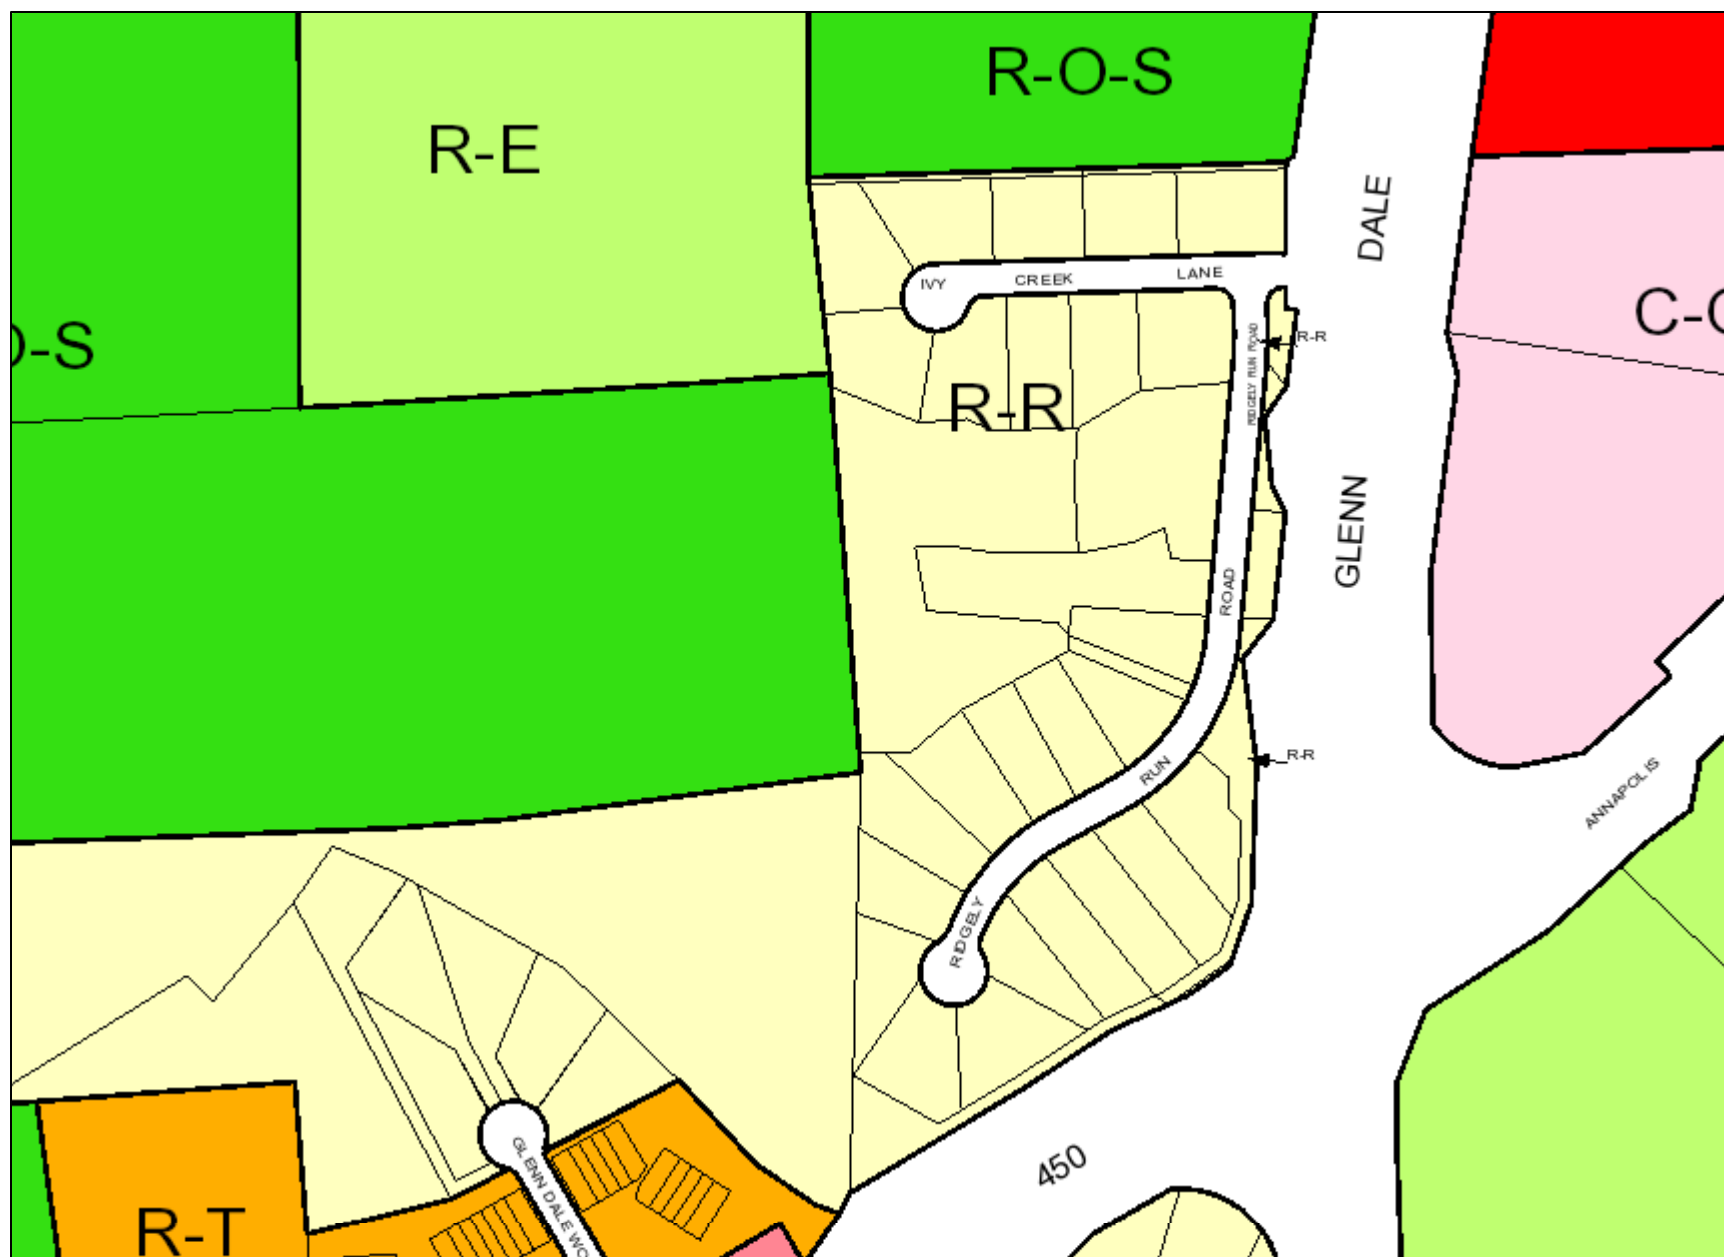 R-O-S
R-E
DALE
IVY CREEK LANE
RIDGELY RUN ROAD
R-R
O-S
R-R
GLENN
ROAD
RUN
RIDGELY
R-R
ANNAPOLIS
450
GLENN DALE WO
R-T